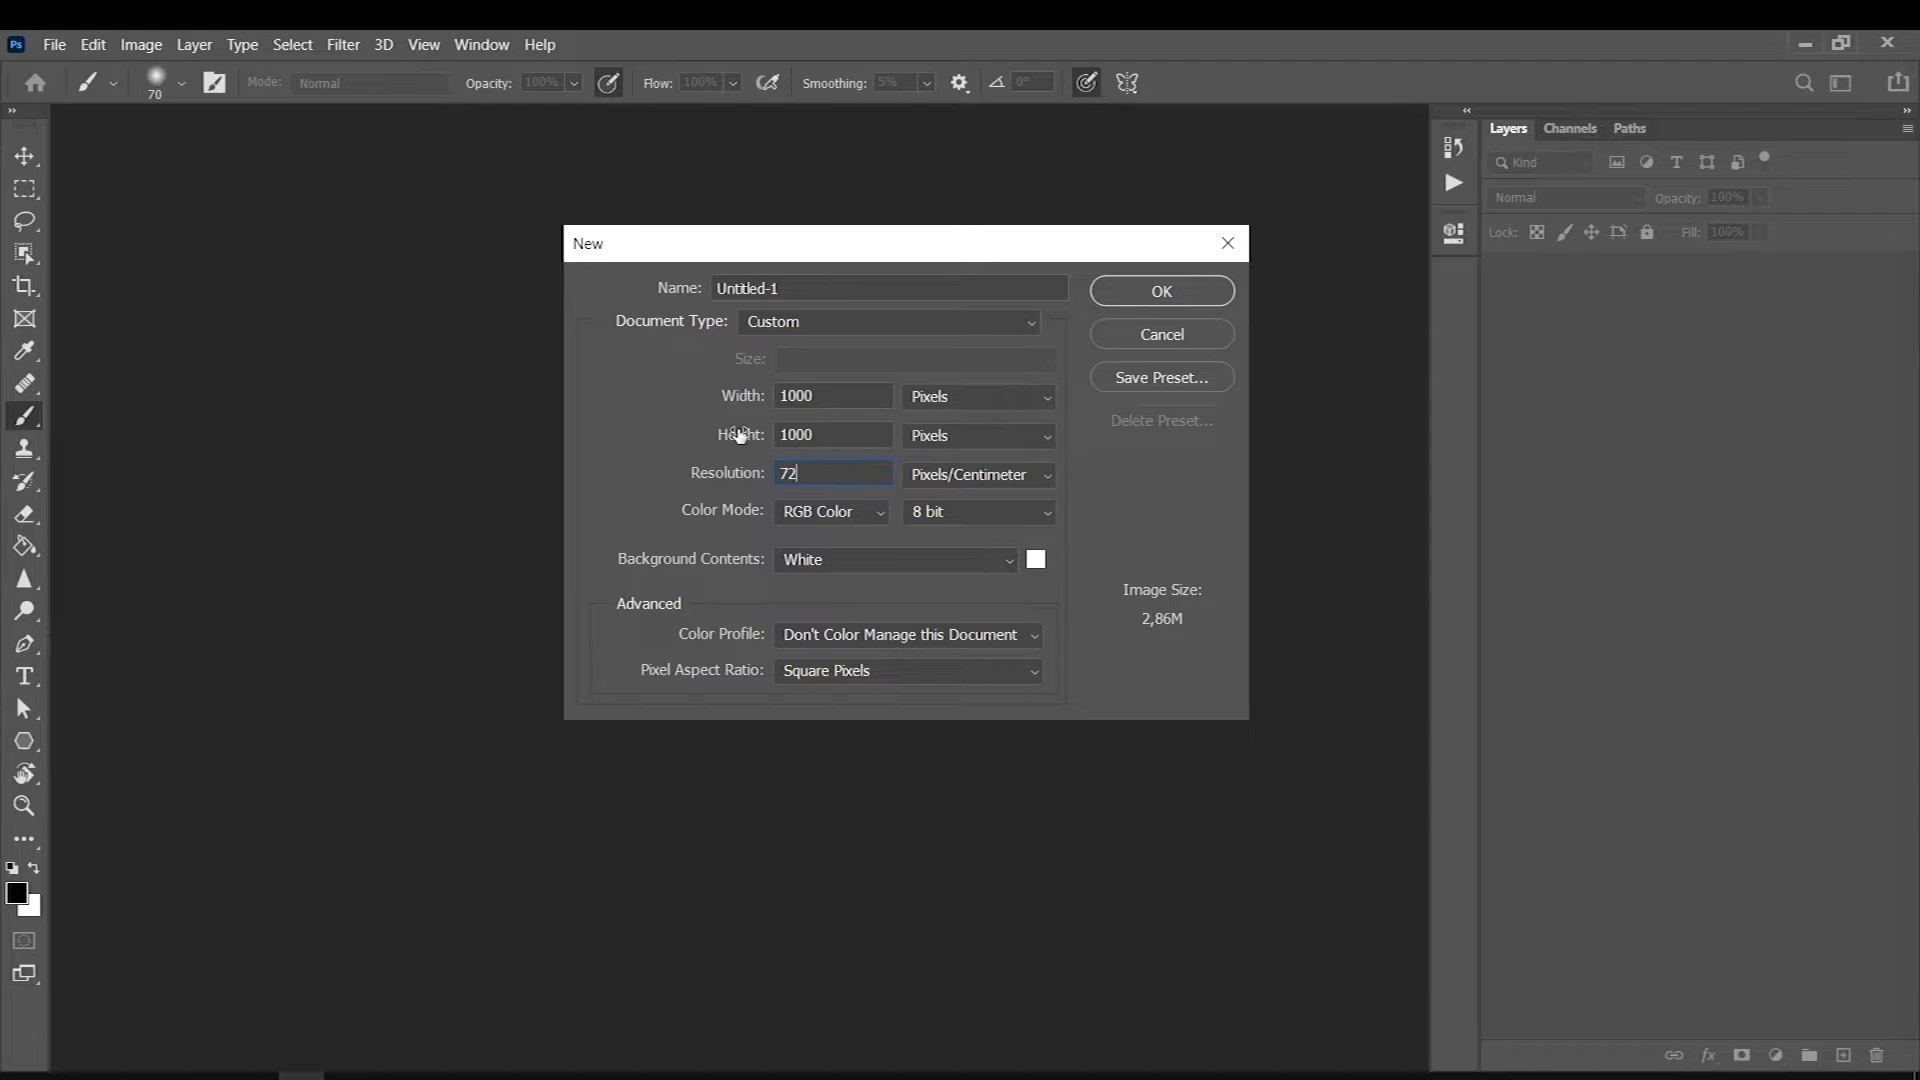 Ps File Edit Image Layer Type Select Filter 3D View Window Help
70 Mode: Normal Opacity: 100% Flow: 100% Smoothing: 5% 0°
Layers Channels Paths
Kind
Normal Opacity: 100%
Lock: Fill: 100%
New
Name: Untitled-1 OK
Document Type: Custom Cancel
Size:
Save Preset...
Width: 1000 Pixels
Delete Preset...
Height: 1000 Pixels
Resolution: 72 Pixels/Centimeter
Color Mode: RGB Color 8 bit
Background Contents: White
Image Size:
2,86M
Advanced
Color Profile: Don't Color Manage this Document
Pixel Aspect Ratio: Square Pixels